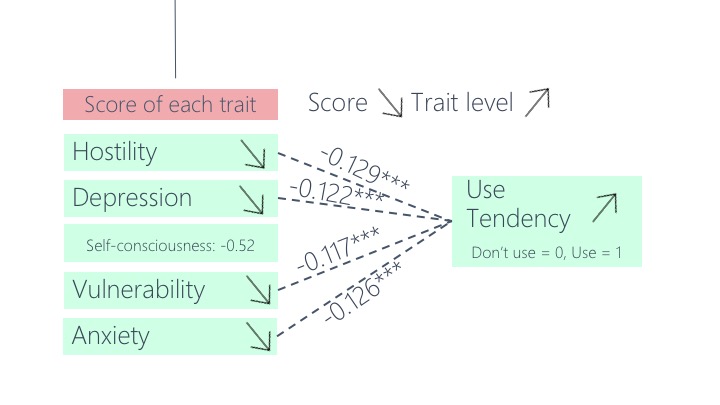 Score of each trait
Score Trait level
Hostility
-0.129***
Depression
-0.122***
Self-consciousness: -0.52
Vulnerability
-0.117***
Anxiety
-0.126***
Use
Tendency
Don't use = 0, Use = 1